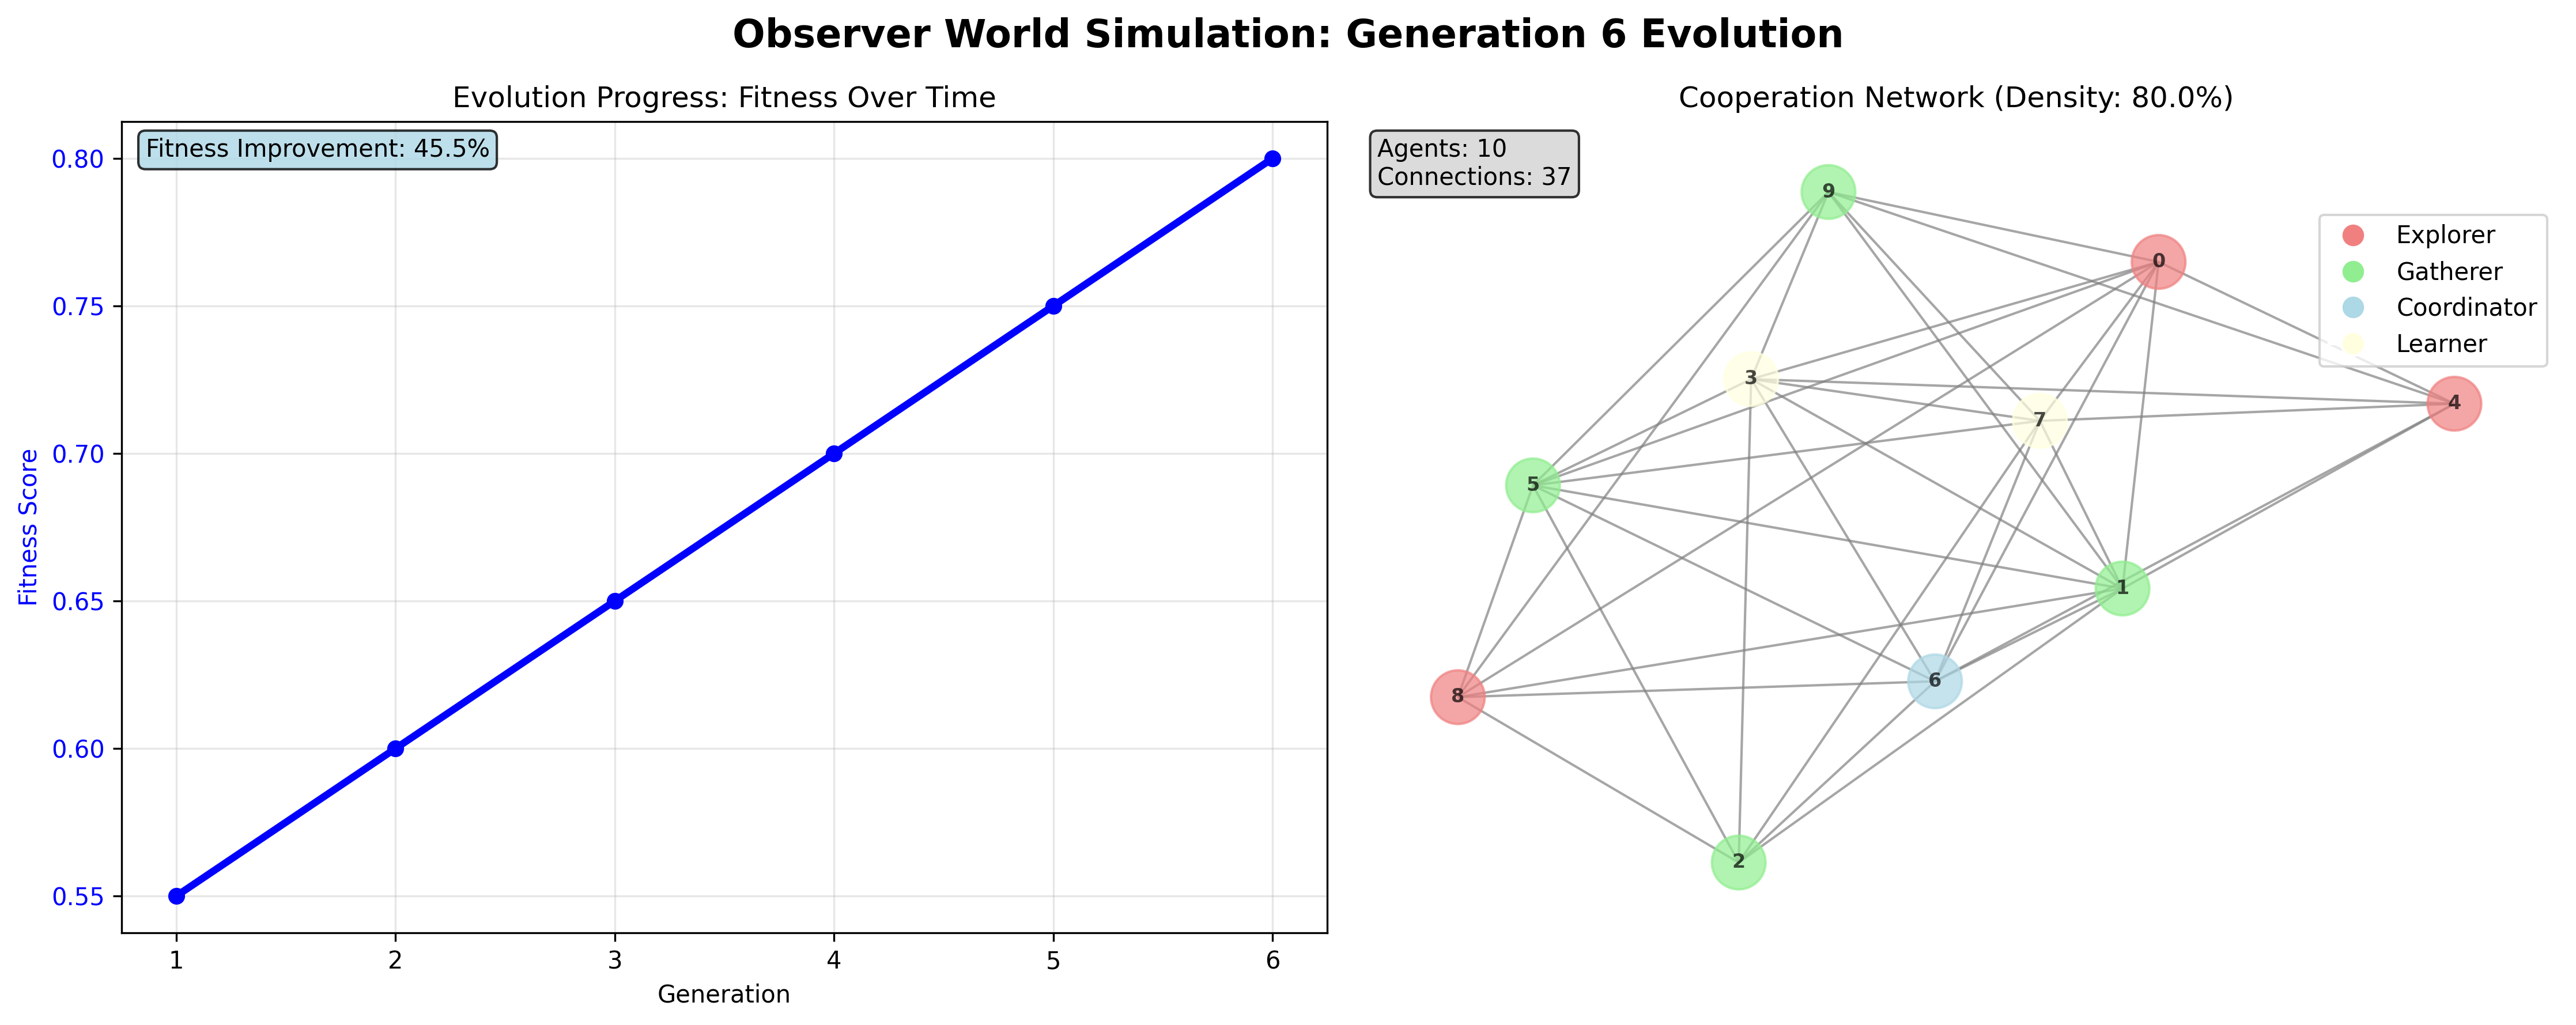 Observer World Simulation: Generation 6 Evolution
Evolution Progress: Fitness Over Time
Fitness Improvement: 45.5%
Fitness Score
0.80
0.75
0.70
0.65
0.60
0.55
1 2 3 4 5 6
Generation
Cooperation Network (Density: 80.0%)
Agents: 10
Connections: 37
Explorer
Gatherer
Coordinator
Learner
9
0
3
4
7
5
1
6
8
2